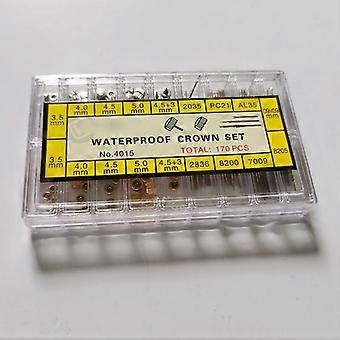 4.0 mm 4.5 mm 5.0 mm 4.5+3 mm 2035 PC21 AL35
3.5 mm
WATERPROOF CROWN SET
No.4015 TOTAL: 170 PCS
3.5 mm 8205
4.0 mm 4.5 mm 5.0 mm 4.5+3 mm 2836 8200 7009